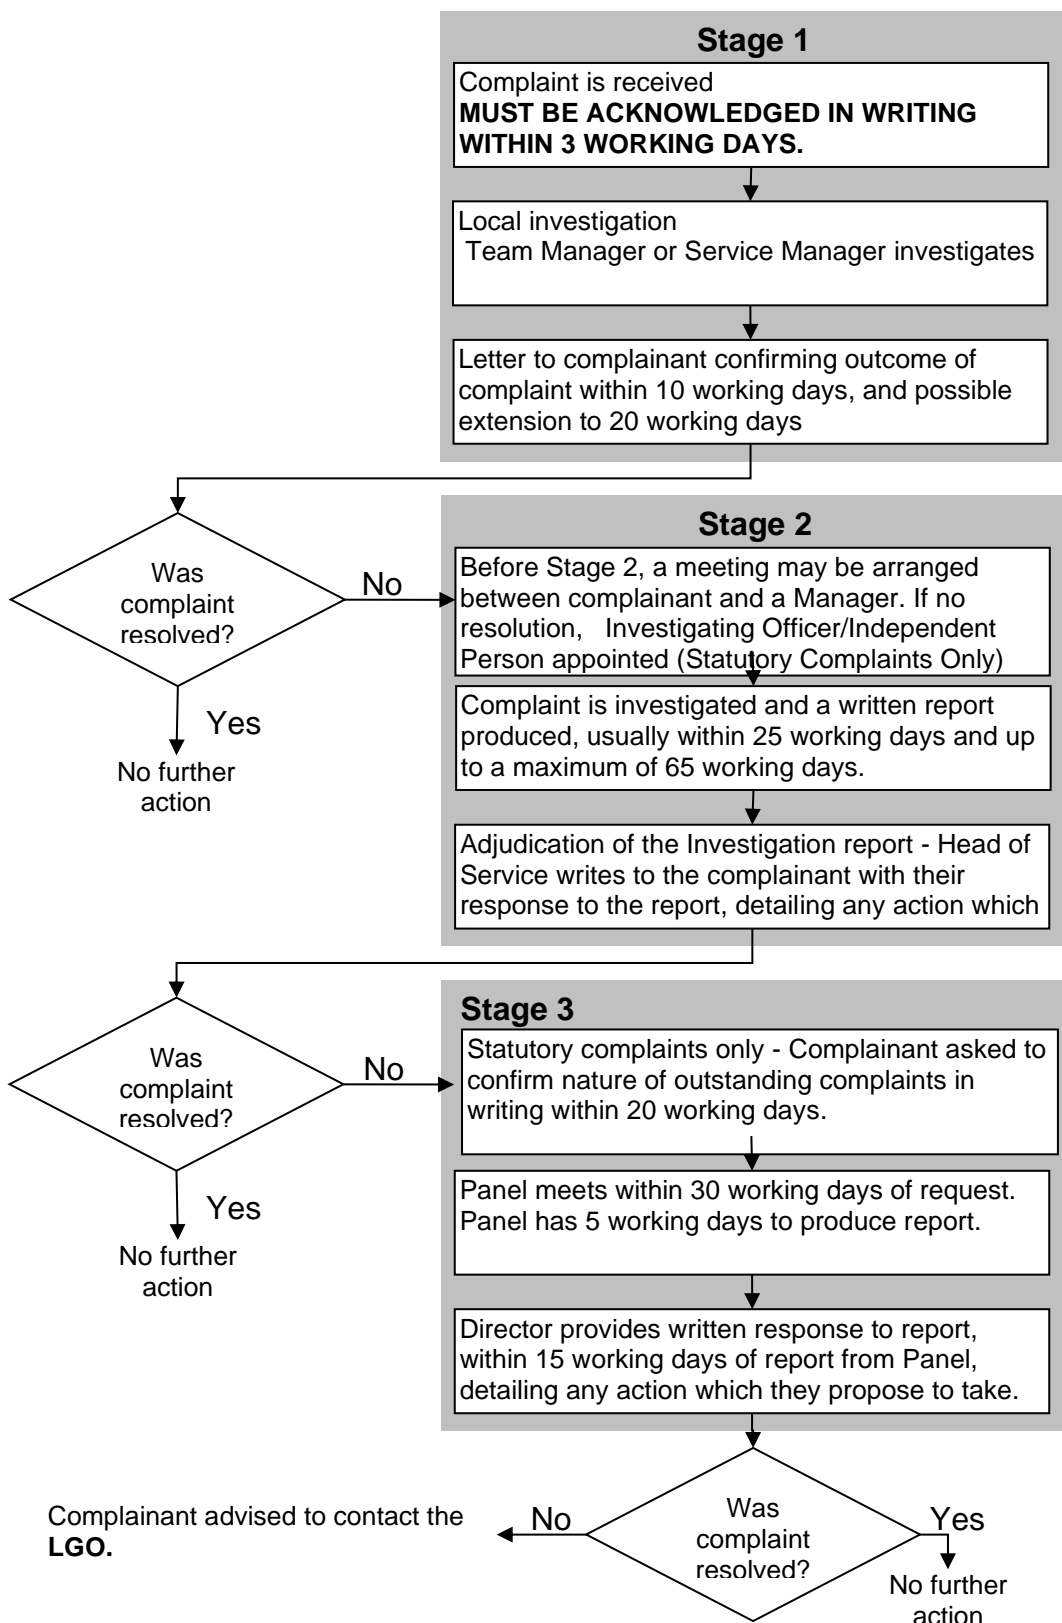 Stage 1
Complaint is received
MUST BE ACKNOWLEDGED IN WRITING
WITHIN 3 WORKING DAYS.
Local investigation
Team Manager or Service Manager investigates
Letter to complainant confirming outcome of
complaint within 10 working days, and possible
extension to 20 working days
Was
complaint
resolved?
No
Yes
No further
action
Stage 2
Before Stage 2, a meeting may be arranged
between complainant and a Manager. If no
resolution, Investigating Officer/Independent
Person appointed (Statutory Complaints Only)
Complaint is investigated and a written report
produced, usually within 25 working days and up
to a maximum of 65 working days.
Adjudication of the Investigation report - Head of
Service writes to the complainant with their
response to the report, detailing any action which
Was
complaint
resolved?
No
Yes
No further
action
Stage 3
Statutory complaints only - Complainant asked to
confirm nature of outstanding complaints in
writing within 20 working days.
Panel meets within 30 working days of request.
Panel has 5 working days to produce report.
Director provides written response to report,
within 15 working days of report from Panel,
detailing any action which they propose to take.
Was
complaint
resolved?
No
Complainant advised to contact the
LGO.
Yes
No further
action